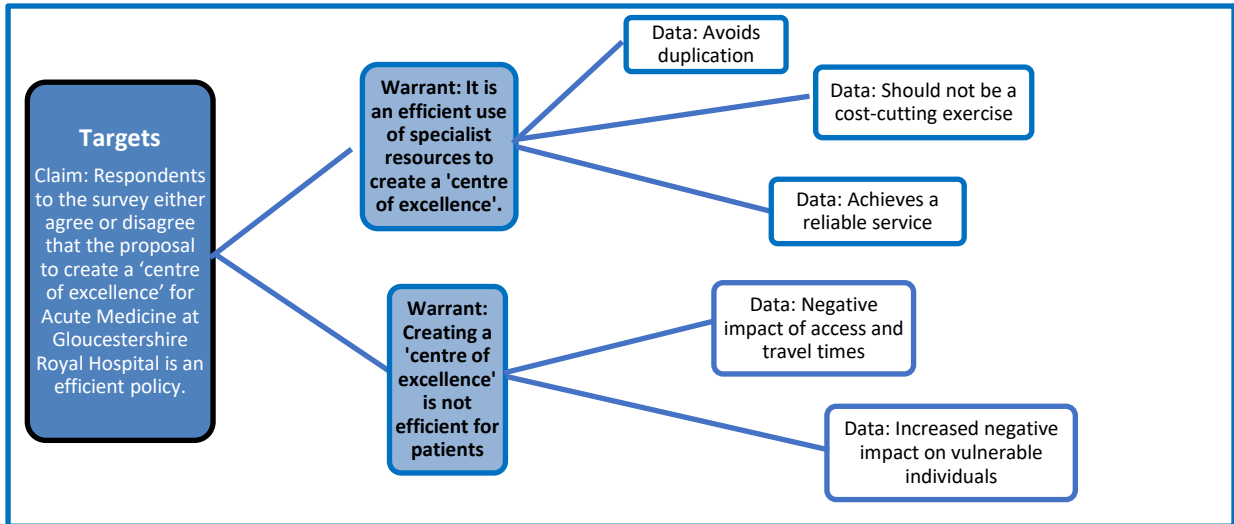 Targets
Claim: Respondents
to the survey either
agree or disagree
that the proposal
to create a ‘centre
of excellence’ for
Acute Medicine at
Gloucestershire
Royal Hospital is an
efficient policy.
Warrant: It is
an efficient use
of specialist
resources to
create a 'centre
of excellence'.
Data: Avoids
duplication
Data: Should not be a
cost-cutting exercise
Data: Achieves a
reliable service
Warrant:
Creating a
'centre of
excellence'
is not
efficient for
patients
Data: Negative
impact of access and
travel times
Data: Increased negative
impact on vulnerable
individuals